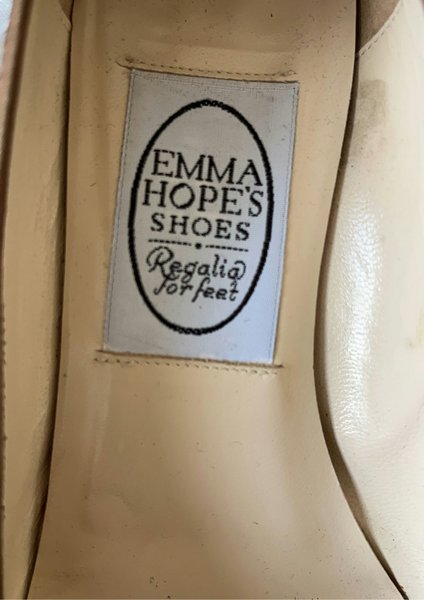 EMMA
HOPE'S
SHOES
Regalia
for feet